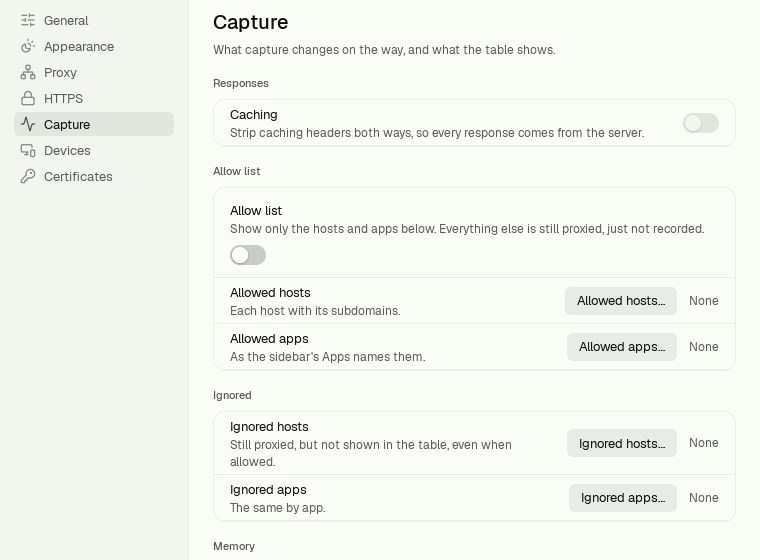 General
Appearance
Proxy
HTTPS
Capture
Devices
Certificates
Capture
What capture changes on the way, and what the table shows.
Responses
Caching
Strip caching headers both ways, so every response comes from the server.
Allow list
Allow list
Show only the hosts and apps below. Everything else is still proxied, just not recorded.
Allowed hosts
Each host with its subdomains.
Allowed hosts… None
Allowed apps
As the sidebar's Apps names them.
Allowed apps… None
Ignored
Ignored hosts
Still proxied, but not shown in the table, even when
allowed.
Ignored hosts… None
Ignored apps
The same by app.
Ignored apps… None
Memory